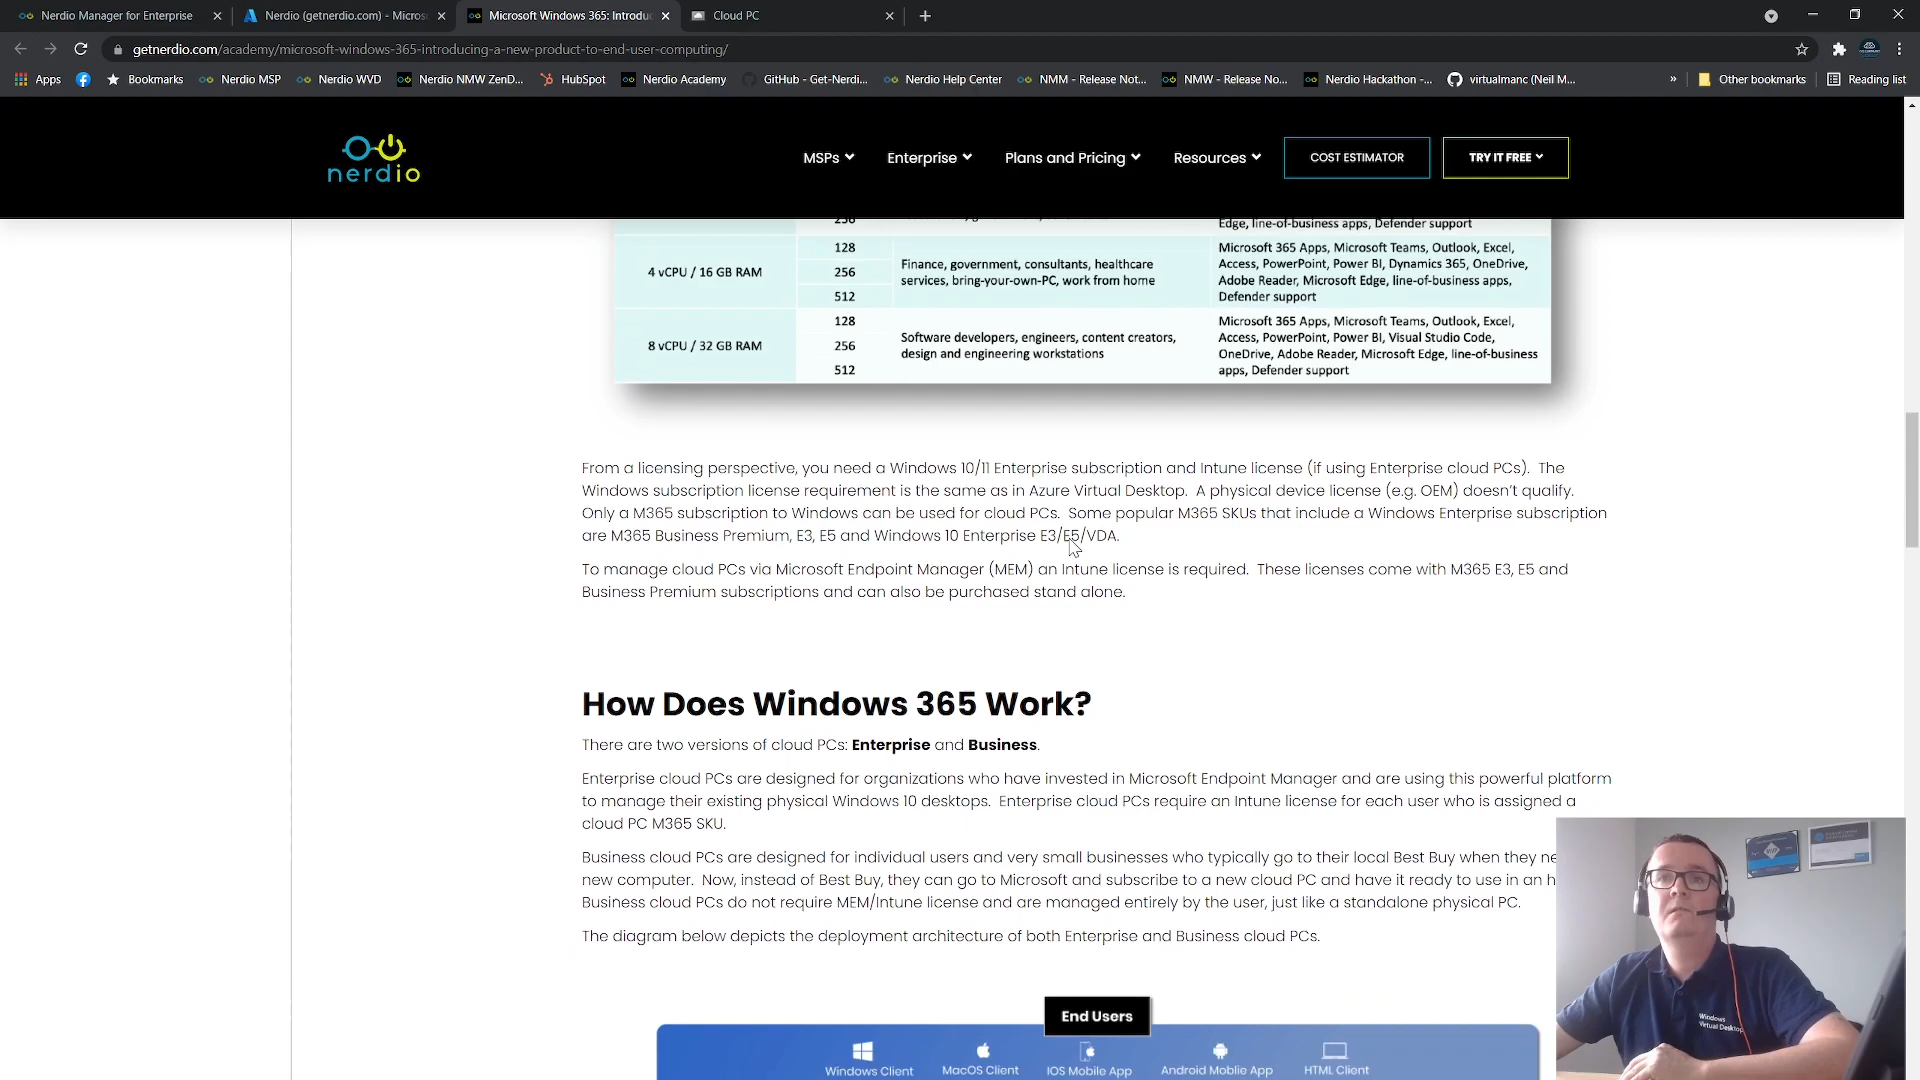 Nerdio Manager for Enterprise
Nerdio (getnerdio.com) - Micros
Microsoft Windows 365: Introdu
Cloud PC
getnerdio.com/academy/microsoft-windows-365-introducing-a-new-product-to-end-user-computing/
Apps
Bookmarks
Nerdio MSP
Nerdio WVD
Nerdio NMW ZenD...
HubSpot
Nerdio Academy
GitHub - Get-Nerdi...
Nerdio Help Center
NMM - Release Not...
NMW - Release No...
Nerdio Hackathon -...
virtualmanc (Neil M...
»
Other bookmarks
Reading list
nerdio
MSPs
Enterprise
Plans and Pricing
Resources
COST ESTIMATOR
TRY IT FREE
256
Edge, line-of-business apps, Defender support
4 vCPU / 16 GB RAM
128
256
512
Finance, government, consultants, healthcare
services, bring-your-own-PC, work from home
Microsoft 365 Apps, Microsoft Teams, Outlook, Excel,
Access, PowerPoint, Power BI, Dynamics 365, OneDrive,
Adobe Reader, Microsoft Edge, line-of-business apps,
Defender support
8 vCPU / 32 GB RAM
128
256
512
Software developers, engineers, content creators,
design and engineering workstations
Microsoft 365 Apps, Microsoft Teams, Outlook, Excel,
Access, PowerPoint, Power BI, Visual Studio Code,
OneDrive, Adobe Reader, Microsoft Edge, line-of-business
apps, Defender support
From a licensing perspective, you need a Windows 10/11 Enterprise subscription and Intune license (if using Enterprise cloud PCs). The
Windows subscription license requirement is the same as in Azure Virtual Desktop. A physical device license (e.g. OEM) doesn't qualify.
Only a M365 subscription to Windows can be used for cloud PCs. Some popular M365 SKUs that include a Windows Enterprise subscription
are M365 Business Premium, E3, E5 and Windows 10 Enterprise E3/E5/VDA.
To manage cloud PCs via Microsoft Endpoint Manager (MEM) an Intune license is required. These licenses come with M365 E3, E5 and
Business Premium subscriptions and can also be purchased stand alone.
How Does Windows 365 Work?
There are two versions of cloud PCs: Enterprise and Business.
Enterprise cloud PCs are designed for organizations who have invested in Microsoft Endpoint Manager and are using this powerful platform
to manage their existing physical Windows 10 desktops. Enterprise cloud PCs require an Intune license for each user who is assigned a
cloud PC M365 SKU.
Business cloud PCs are designed for individual users and very small businesses who typically go to their local Best Buy when they ne
new computer. Now, instead of Best Buy, they can go to Microsoft and subscribe to a new cloud PC and have it ready to use in an h
Business cloud PCs do not require MEM/Intune license and are managed entirely by the user, just like a standalone physical PC.
The diagram below depicts the deployment architecture of both Enterprise and Business cloud PCs.
End Users
Windows Client
MacOS Client
IOS Mobile App
Android Moblie App
HTML Client
Windows
Virtual Desktop